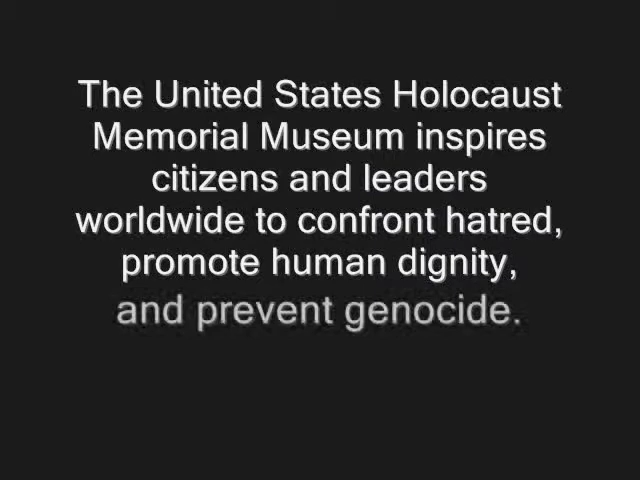 The United States Holocaust
Memorial Museum inspires
citizens and leaders
worldwide to confront hatred,
promote human dignity,
and prevent genocide.